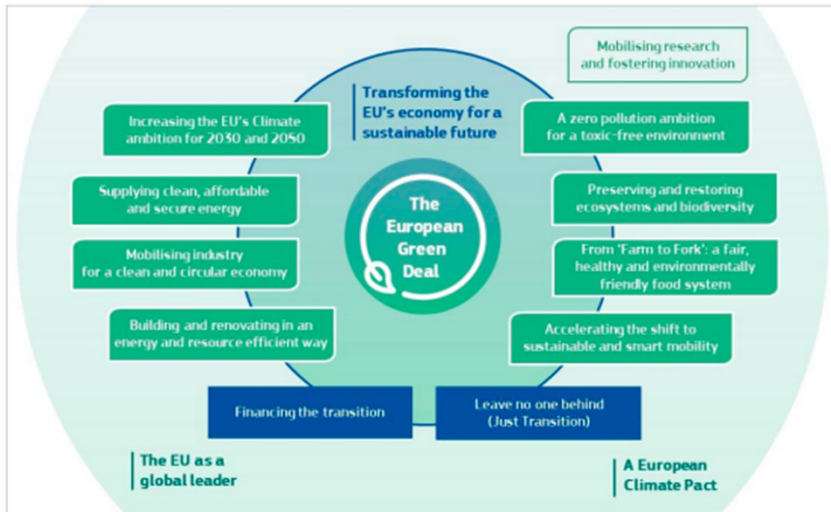 Mobilising research
and fostering innovation
Transforming the
EU's economy for a
sustainable future
Increasing the EU's Climate
ambition for 2030 and 2050
A zero pollution ambition
for a toxic-free environment
Supplying clean, affordable
and secure energy
Preserving and restoring
ecosystems and biodiversity
The
European
Green
Deal
Mobilising industry
for a clean and circular economy
From 'Farm to Fork': a fair,
healthy and environmentally
friendly food system
Building and renovating in an
energy and resource efficient way
Accelerating the shift to
sustainable and smart mobility
Financing the transition
Leave no one behind
(Just Transition)
The EU as a
global leader
A European
Climate Pact